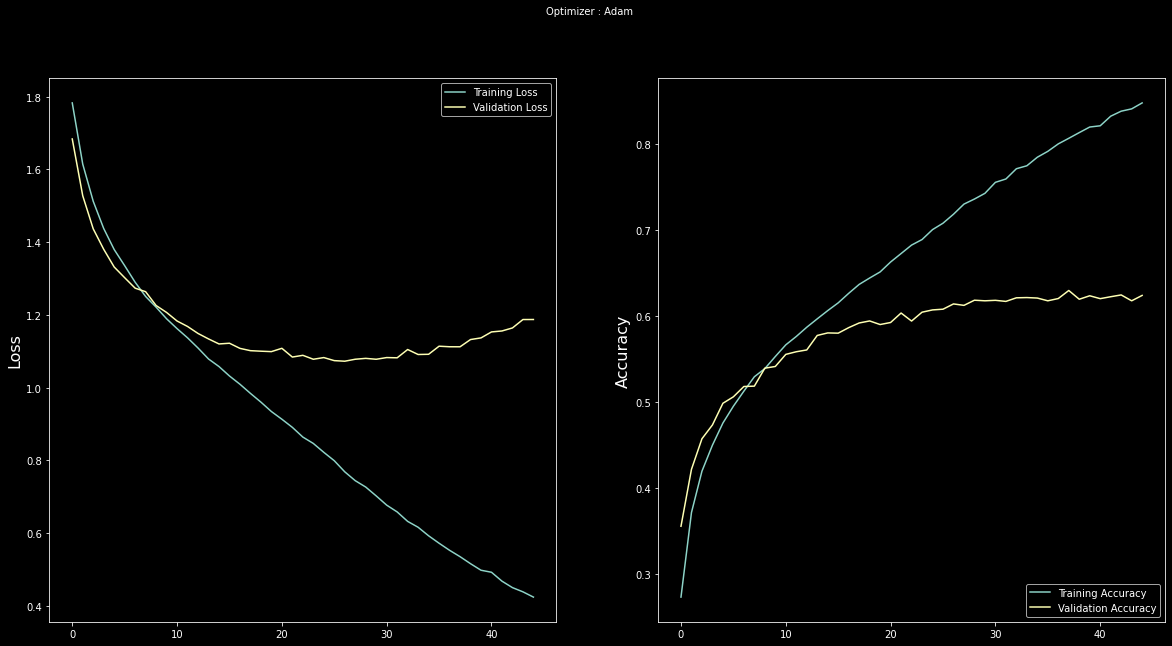 Optimizer : Adam
Loss
1.8
1.6
1.4
1.2
1.0
0.8
0.6
0.4
0 10 20 30 40
Training Loss
Validation Loss
Accuracy
0.8
0.7
0.6
0.5
0.4
0.3
0 10 20 30 40
Training Accuracy
Validation Accuracy